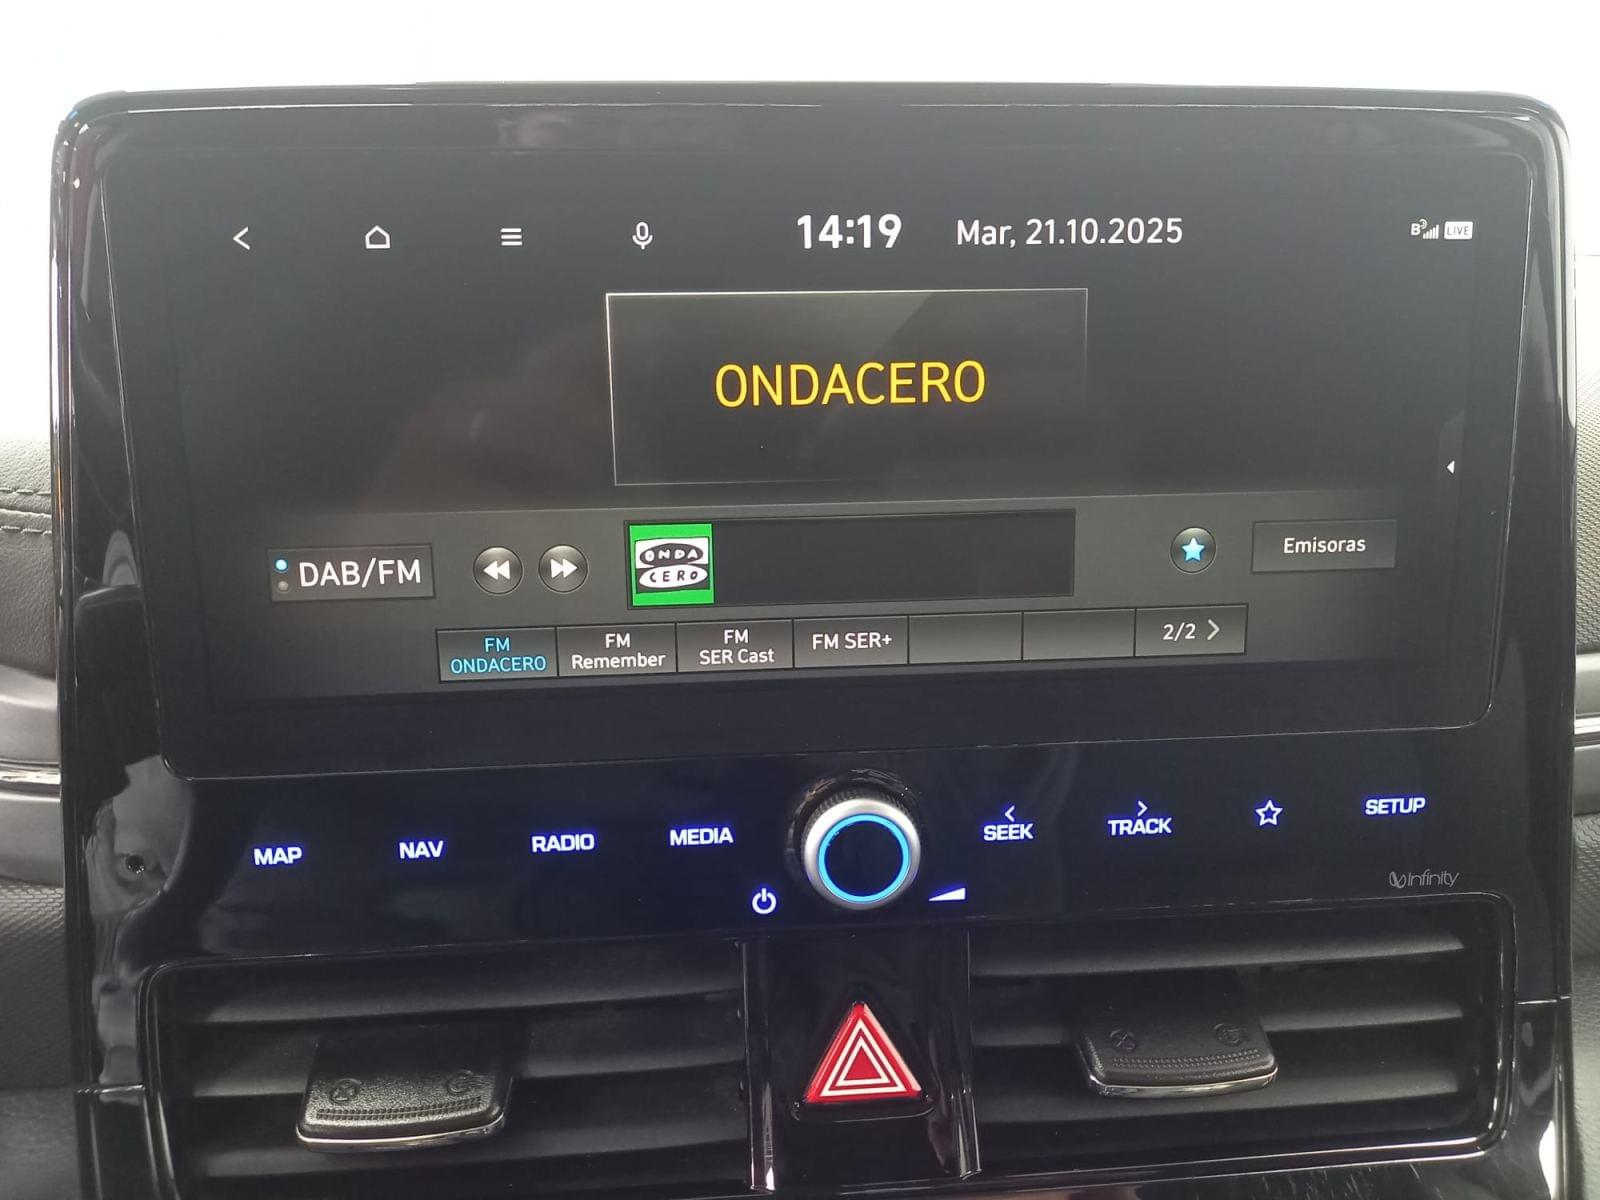 14:19 Mar, 21.10.2025 B LIVE
ONDACERO
DAB/FM
ONDA
CERO
Emisoras
FM
ONDACERO
FM
Remember
FM
SER Cast
FM SER+
2/2 >
MAP NAV RADIO MEDIA
< SEEK
> TRACK
SETUP
Infinity